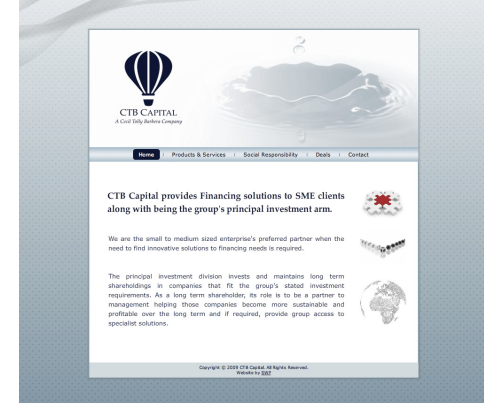 CTB CAPITAL
A Cecil Tolly Barbera Company
Home | Products & Services | Social Responsibility | Deals | Contact
CTB Capital provides Financing solutions to SME clients
along with being the group's principal investment arm.
We are the small to medium sized enterprise's preferred partner when the
need to find innovative solutions to financing needs is required.
The principal investment division invests and maintains long term
shareholdings in companies that fit the group's stated investment
requirements. As a long term shareholder, its role is to be a partner to
management helping those companies become more sustainable and
profitable over the long term and if required, provide group access to
specialist solutions.
Copyright © 2009 CTB Capital. All Rights Reserved.
Website by